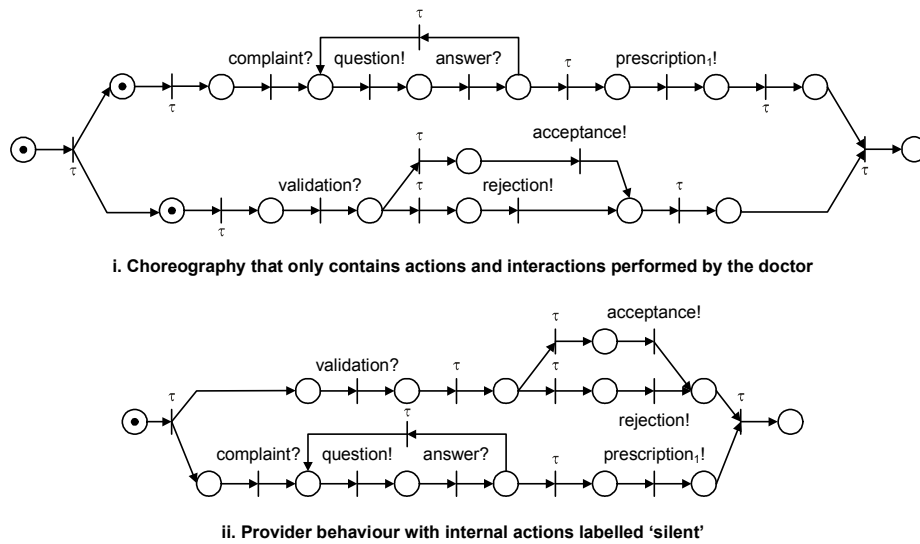 τ
complaint? question! answer? τ prescription₁!
τ τ
τ acceptance!
τ τ
validation? τ rejection!
τ
τ
i. Choreography that only contains actions and interactions performed by the doctor
τ acceptance!
validation? τ τ
τ τ
rejection!
τ
complaint? question! answer? τ prescription₁!
ii. Provider behaviour with internal actions labelled 'silent'